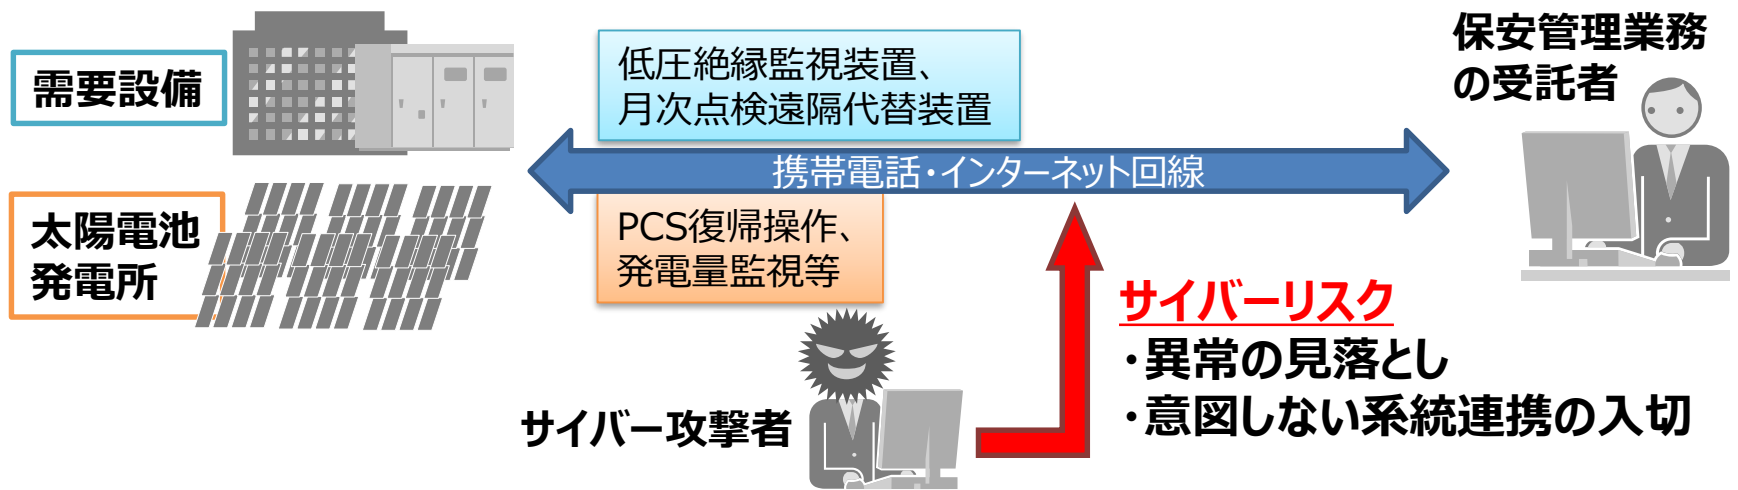 需要設備
低圧絶縁監視装置、
月次点検遠隔代替装置
保安管理業務
の受託者
携帯電話・インターネット回線
太陽電池
発電所
PCS復帰操作、
発電量監視等
サイバー攻撃者
サイバーリスク
・異常の見落とし
・意図しない系統連携の入切